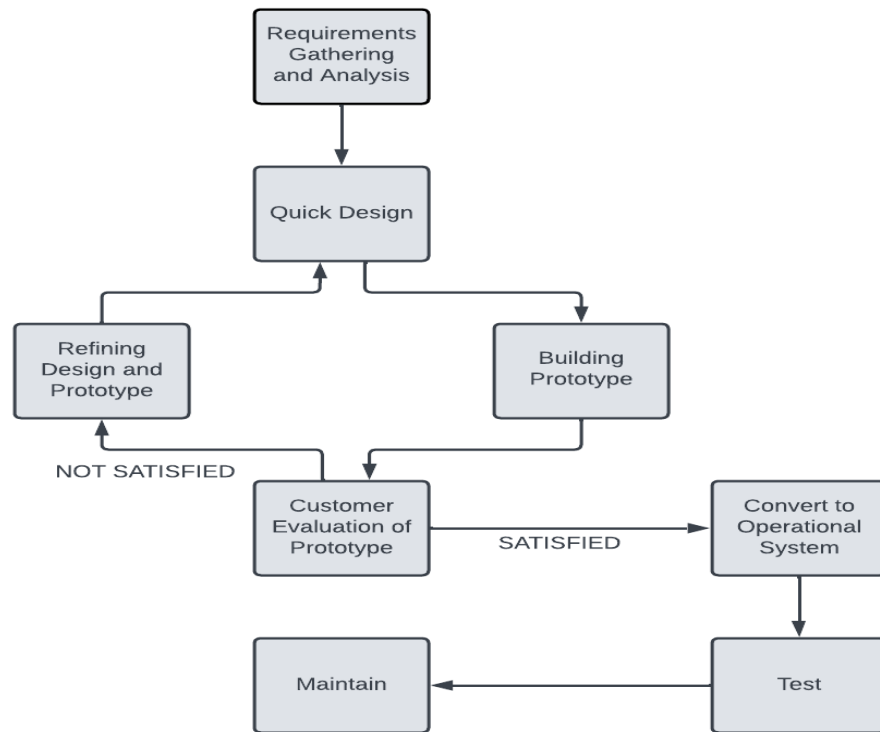 Requirements
Gathering
and Analysis
Quick Design
Refining
Design and
Prototype
Building
Prototype
NOT SATISFIED
Customer
Evaluation of
Prototype
SATISFIED
Convert to
Operational
System
Maintain
Test